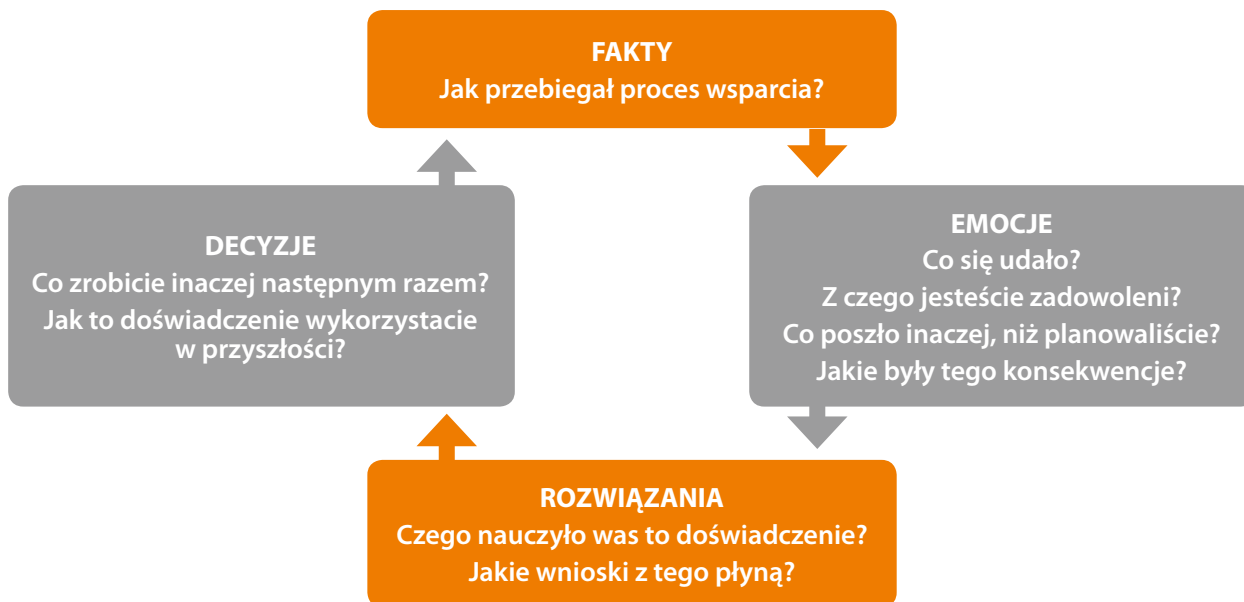 FAKTY
Jak przebiegał proces wsparcia?
EMOCJE
Co się udało?
Z czego jesteście zadowoleni?
Co poszło inaczej, niż planowaliście?
Jakie były tego konsekwencje?
ROZWIĄZANIA
Czego nauczyło was to doświadczenie?
Jakie wnioski z tego płyną?
DECYZJE
Co zrobicie inaczej następnym razem?
Jak to doświadczenie wykorzystacie
w przyszłości?